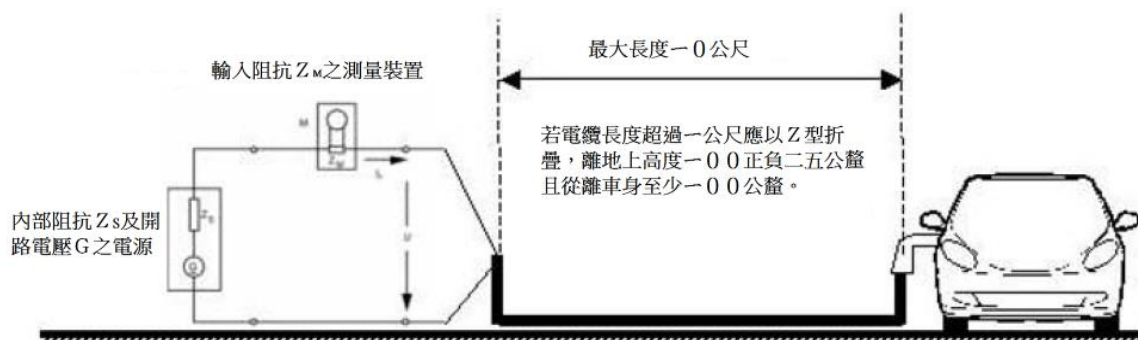 最大長度一０公尺
輸入阻抗ＺM之測量裝置
M
ZM
若電纜長度超過一公尺應以Ｚ型折
疊，離地上高度一００正負二五公釐
且從離車身至少一００公釐。
內部阻抗Ｚs及開
路電壓Ｇ之電源
Zs
U
G